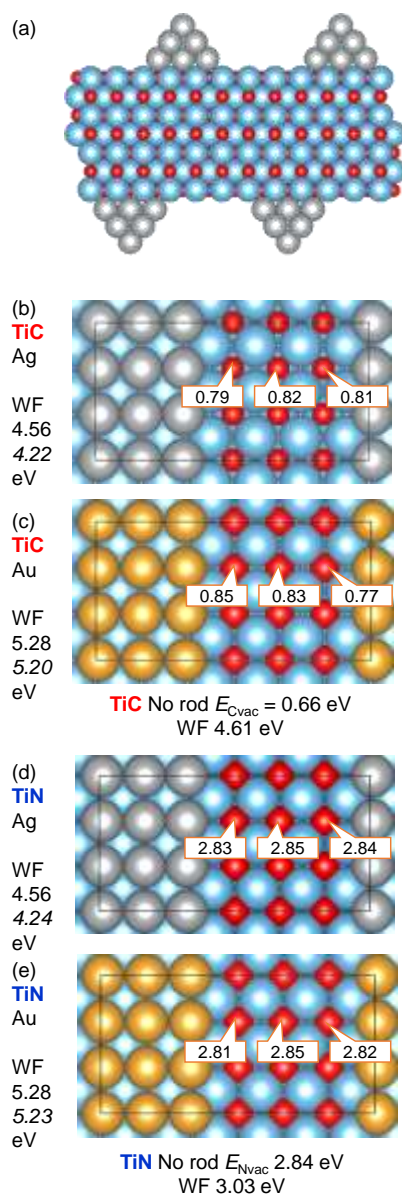 (a)
(b)
TiC
Ag
WF
4.56
4.22
eV
0.79 0.82 0.81
(c)
TiC
Au
WF
5.28
5.20
eV
0.85 0.83 0.77
TiC No rod ECvac = 0.66 eV
WF 4.61 eV
(d)
TiN
Ag
WF
4.56
4.24
eV
2.83 2.85 2.84
(e)
TiN
Au
WF
5.28
5.23
eV
2.81 2.85 2.82
TiN No rod ENvac 2.84 eV
WF 3.03 eV